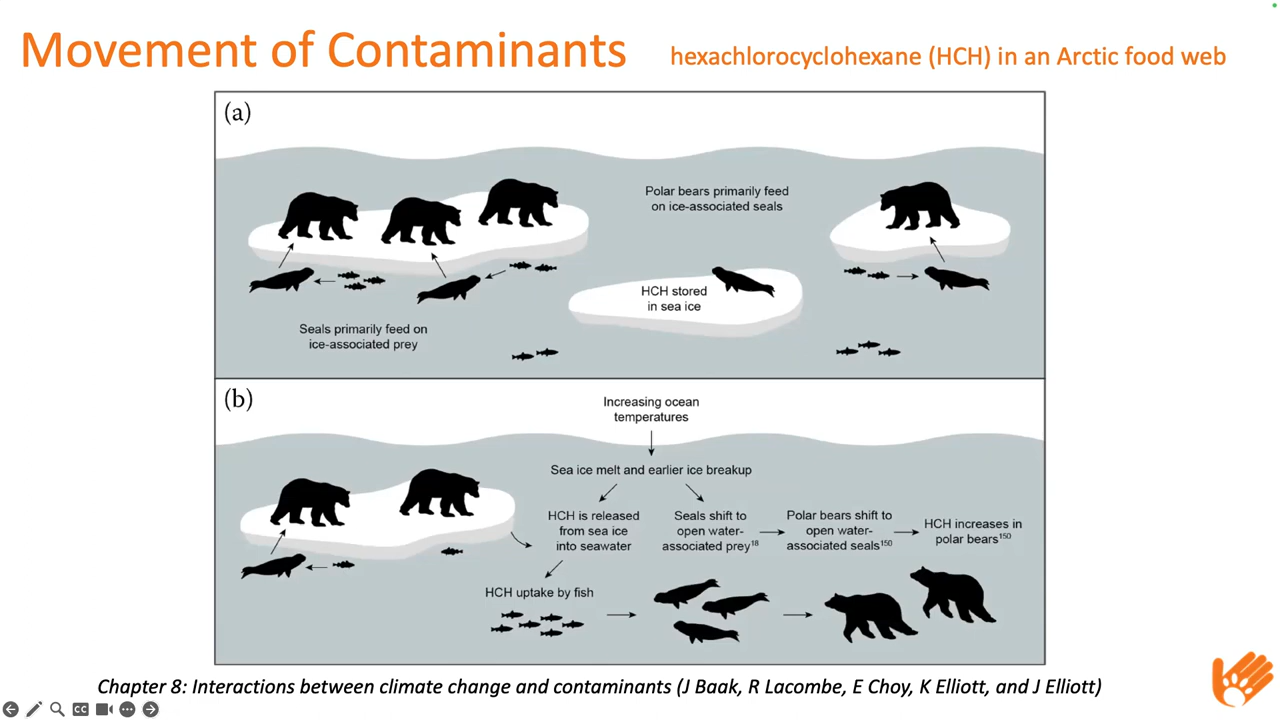 Movement of Contaminants
hexachlorocyclohexane (HCH) in an Arctic food web
(a)
Polar bears primarily feed
on ice-associated seals
HCH stored
in sea ice
Seals primarily feed on
ice-associated prey
(b)
Increasing ocean
temperatures
Sea ice melt and earlier ice breakup
HCH is released
from sea ice
into seawater
Seals shift to
open water-
associated prey18
Polar bears shift to
open water-
associated seals150
HCH increases in
polar bears150
HCH uptake by fish
Chapter 8: Interactions between climate change and contaminants (J Baak, R Lacombe, E Choy, K Elliott, and J Elliott)
CC